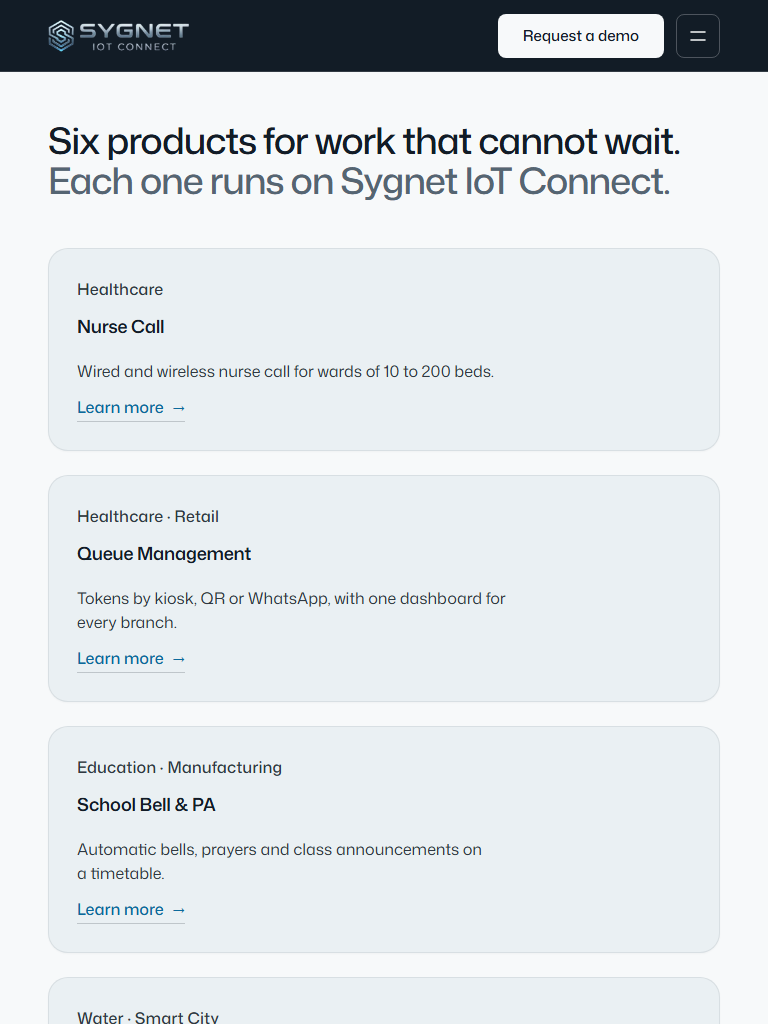 SYGNET
IOT CONNECT
Request a demo
Six products for work that cannot wait.
Each one runs on Sygnet IoT Connect.
Healthcare
Nurse Call
Wired and wireless nurse call for wards of 10 to 200 beds.
Learn more →
Healthcare · Retail
Queue Management
Tokens by kiosk, QR or WhatsApp, with one dashboard for
every branch.
Learn more →
Education · Manufacturing
School Bell & PA
Automatic bells, prayers and class announcements on
a timetable.
Learn more →
Water · Smart City